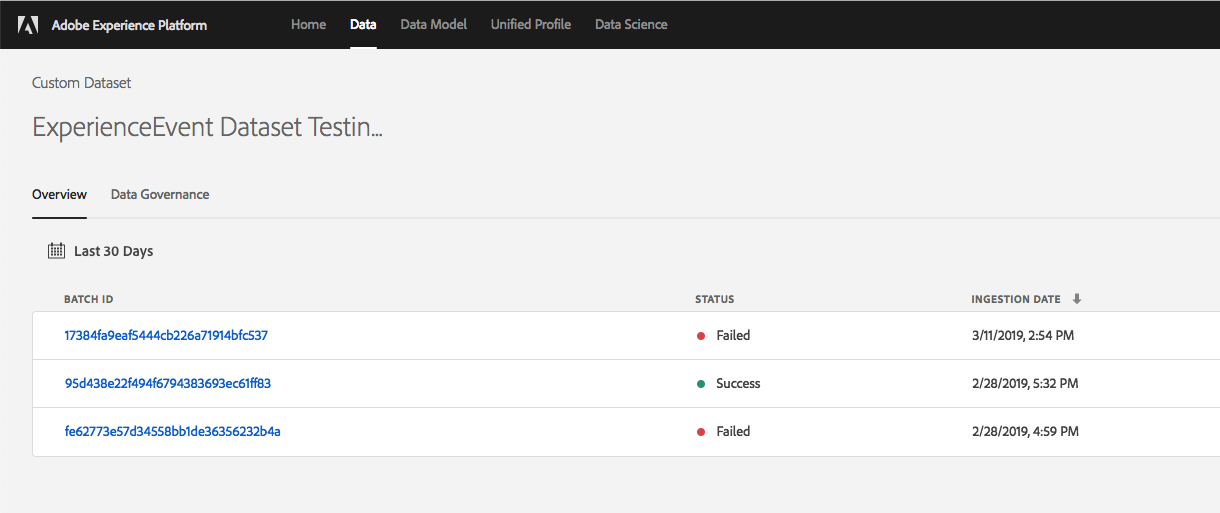 Adobe Experience Platform Home Data Data Model Unified Profile Data Science
Custom Dataset
ExperienceEvent Dataset Testin...
Overview Data Governance
Last 30 Days
BATCH ID STATUS INGESTION DATE
17384fa9eaf5444cb226a71914bfc537 Failed 3/11/2019, 2:54 PM
95d438e22f494f6794383693ec61ff83 Success 2/28/2019, 5:32 PM
fe62773e57d34558bb1de36356232b4a Failed 2/28/2019, 4:59 PM